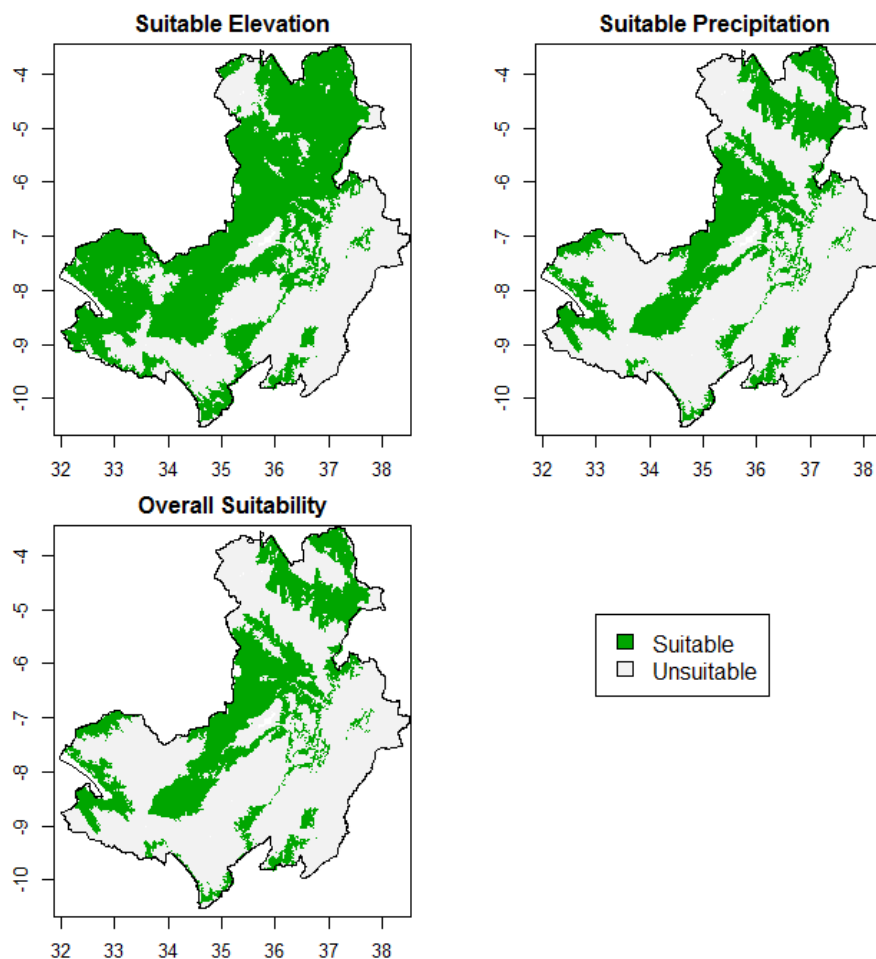 Suitable Elevation
-4
-5
-6
-7
-8
-9
-10
32 33 34 35 36 37 38
Suitable Precipitation
-4
-5
-6
-7
-8
-9
-10
32 33 34 35 36 37 38
Overall Suitability
-4
-5
-6
-7
-8
-9
-10
32 33 34 35 36 37 38
Suitable
Unsuitable